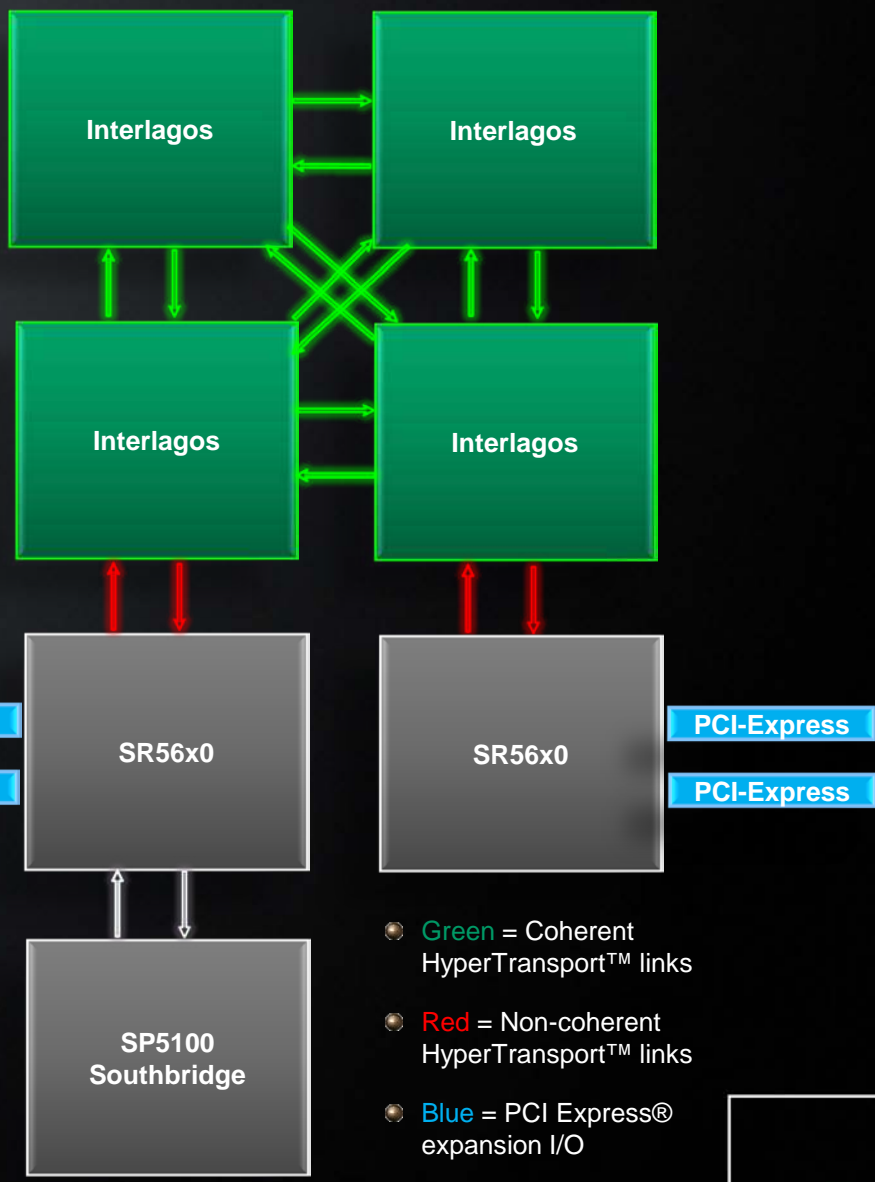 Interlagos
Interlagos
Interlagos
Interlagos
SR56x0
SR56x0
PCI-Express
PCI-Express
SP5100
Southbridge
Green = Coherent
HyperTransport™ links
Red = Non-coherent
HyperTransport™ links
Blue = PCI Express®
expansion I/O